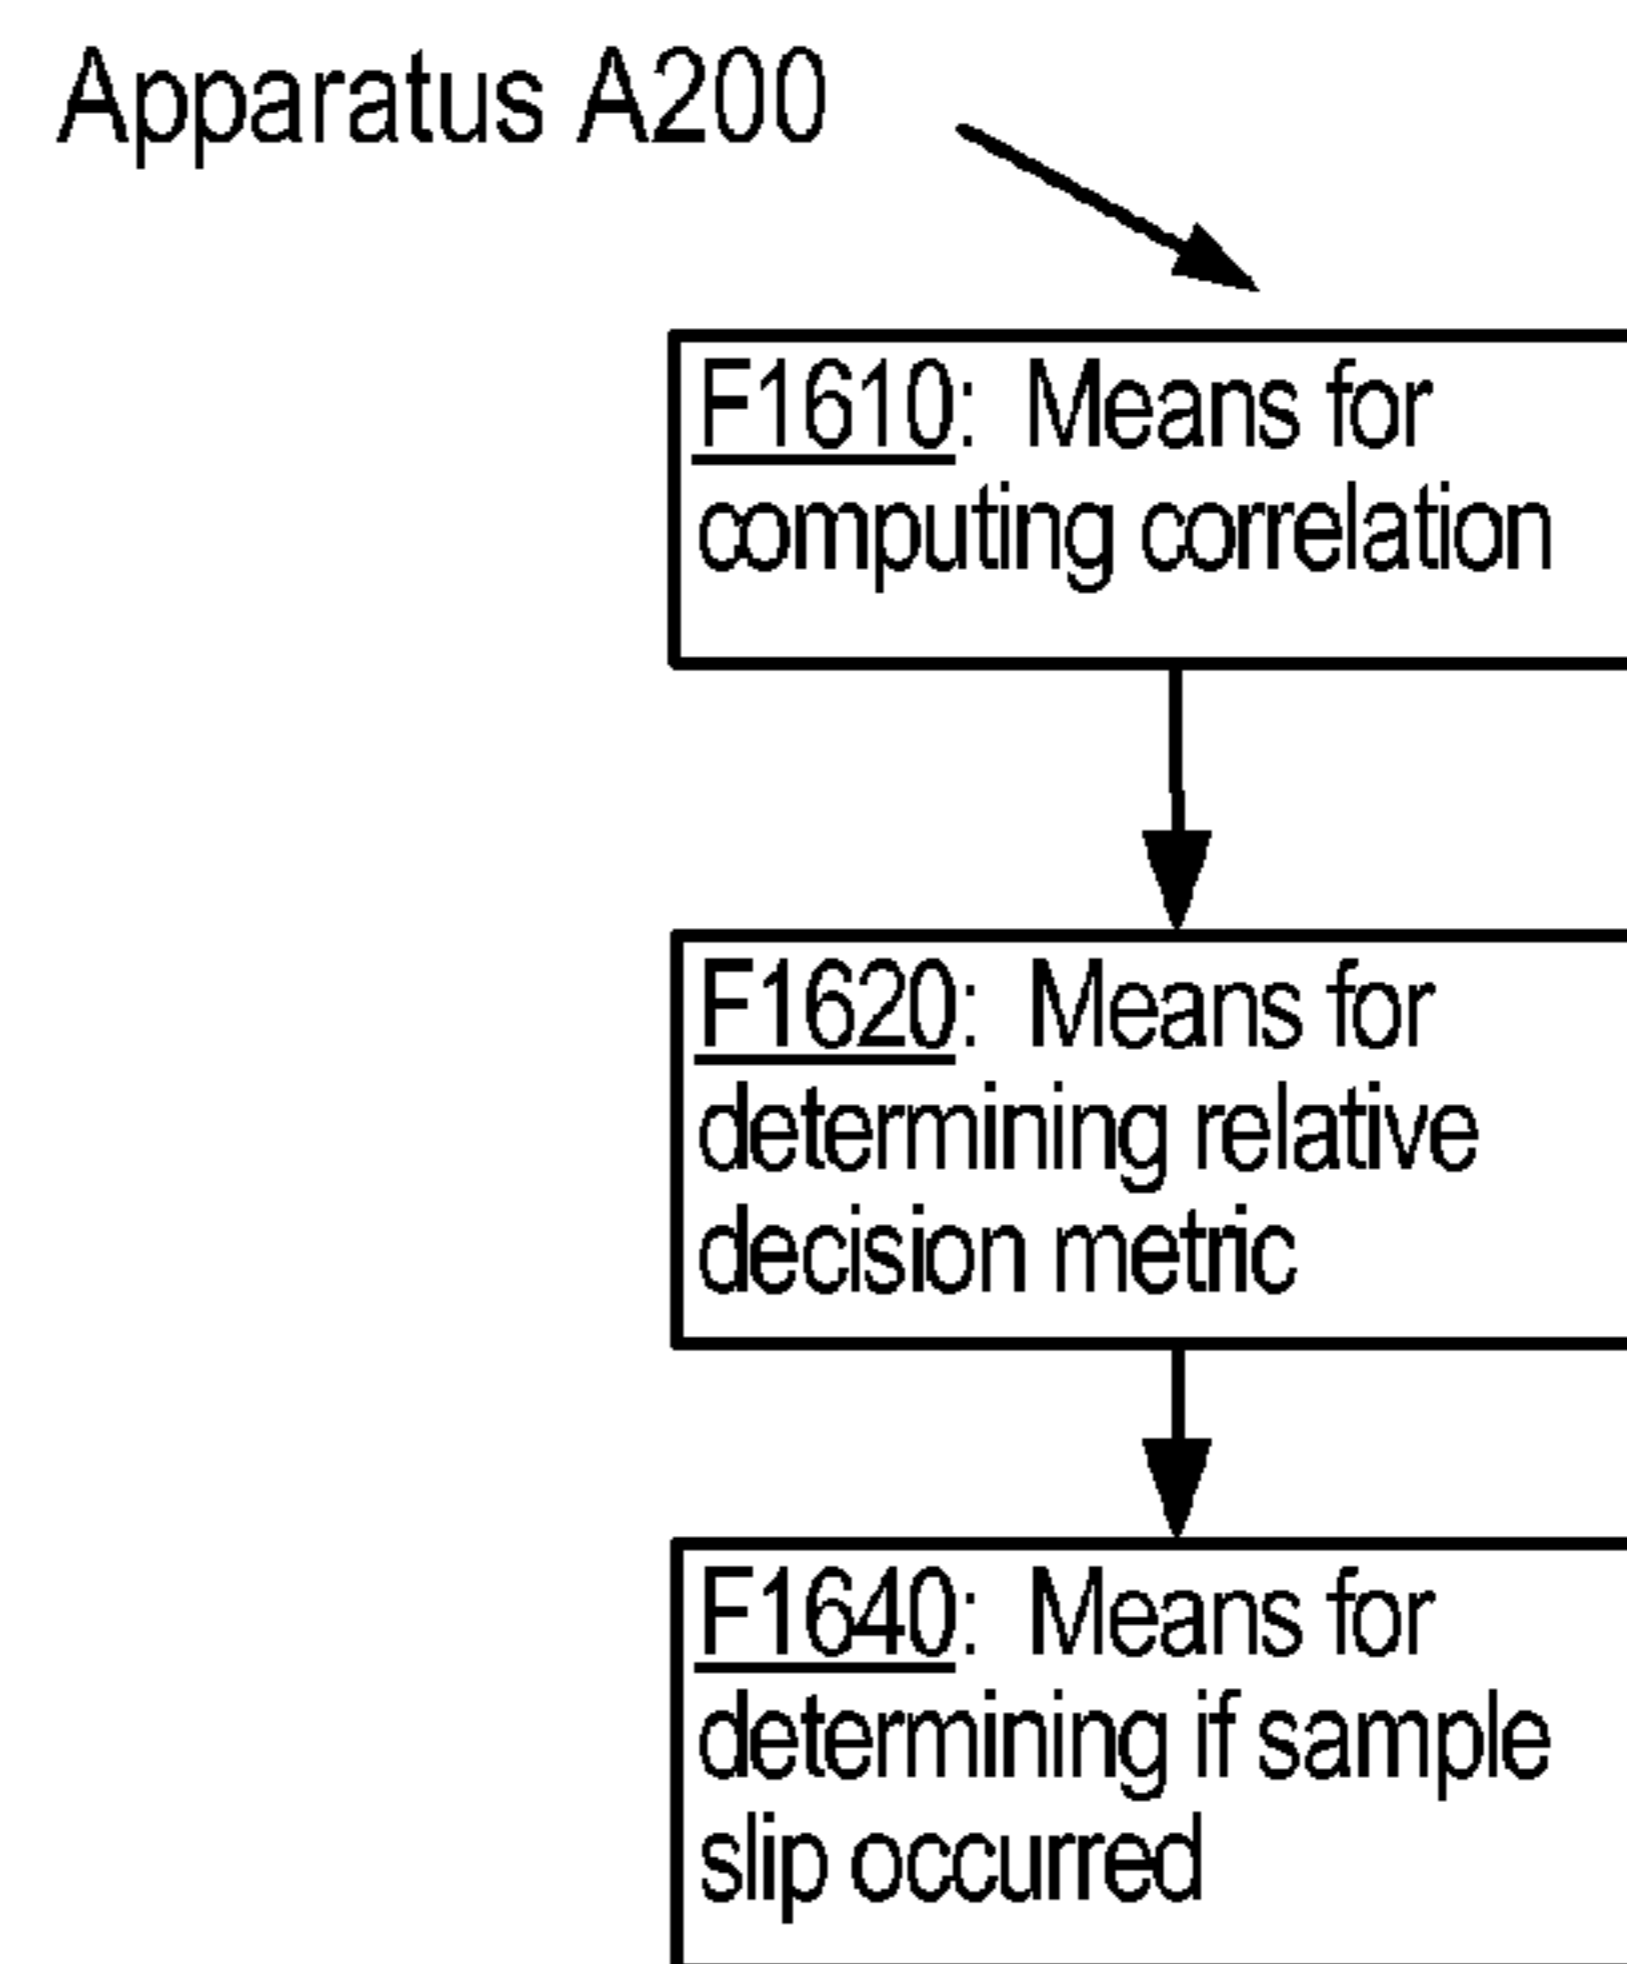 Apparatus A200
F1610: Means for
computing correlation
F1620: Means for
determining relative
decision metric
F1640: Means for
determining if sample
slip occurred